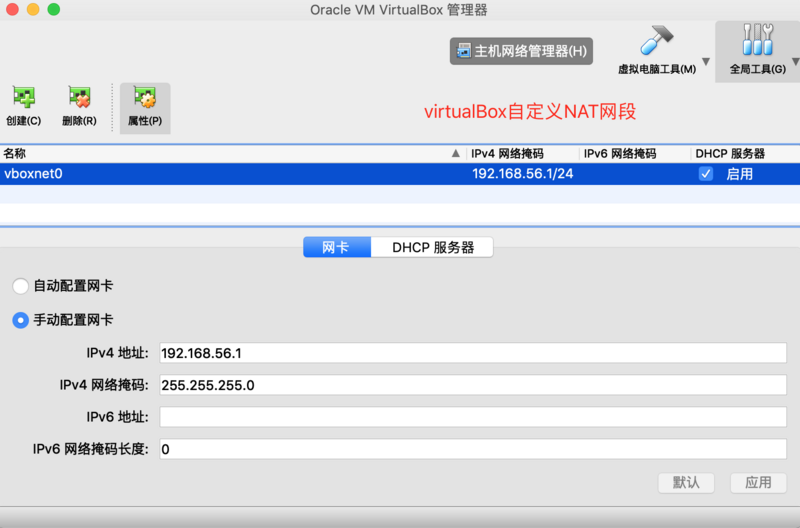 Oracle VM VirtualBox 管理器
主机网络管理器(H)
虚拟电脑工具(M)
全局工具(G)
创建(C)
删除(R)
属性(P)
virtualBox自定义NAT网段
名称 IPv4 网络掩码 IPv6 网络掩码 DHCP 服务器
vboxnet0 192.168.56.1/24 启用
网卡 DHCP 服务器
自动配置网卡
手动配置网卡
IPv4 地址: 192.168.56.1
IPv4 网络掩码: 255.255.255.0
IPv6 地址:
IPv6 网络掩码长度: 0
默认 应用